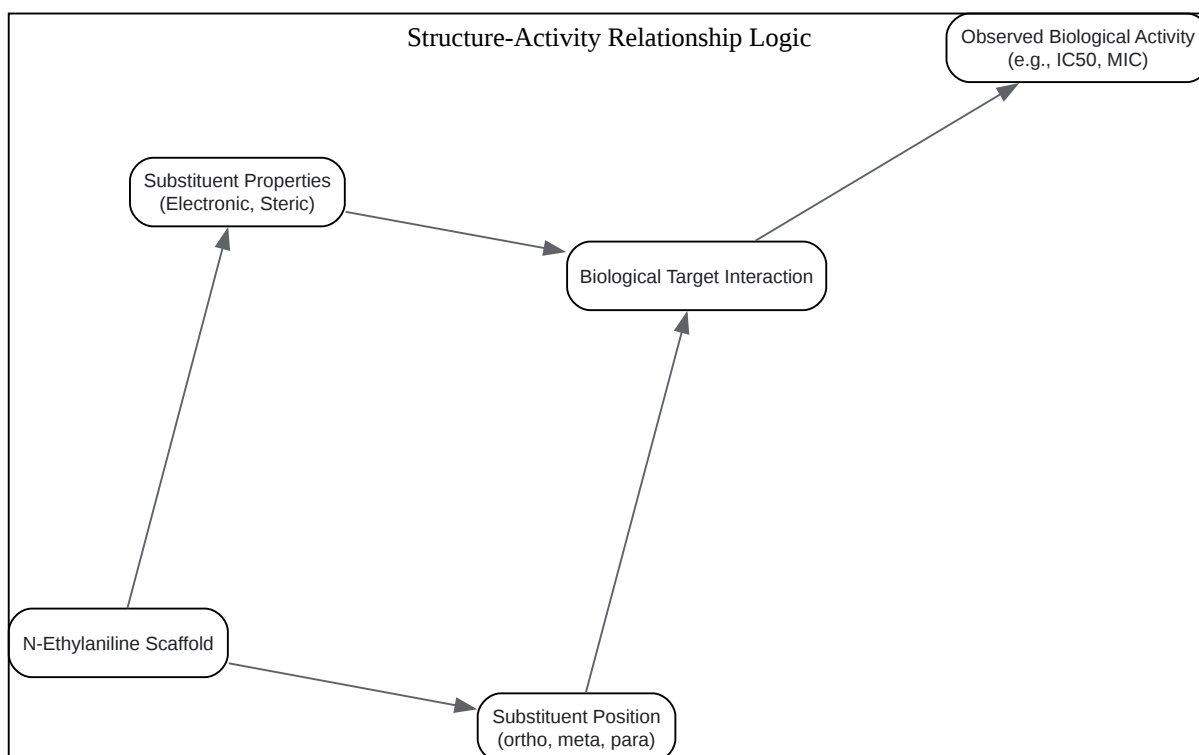 Structure-Activity Relationship Logic
Observed Biological Activity
(e.g., IC50, MIC)
Substituent Properties
(Electronic, Steric)
Biological Target Interaction
N-Ethylaniline Scaffold
Substituent Position
(ortho, meta, para)